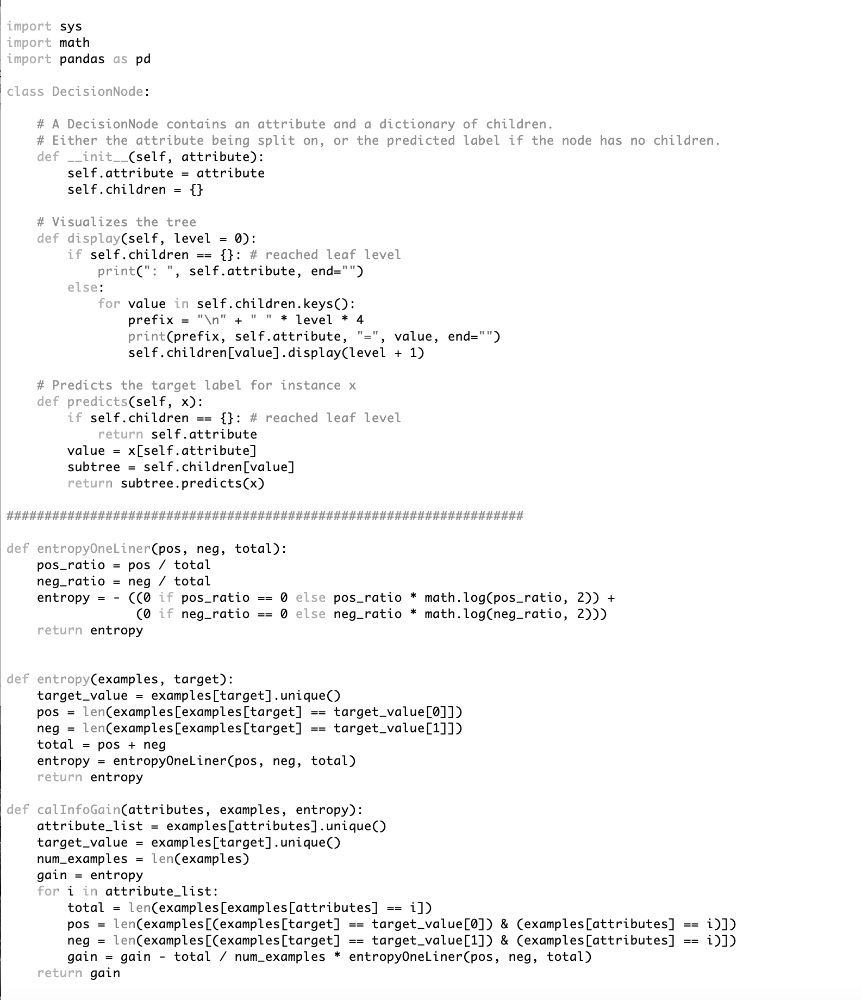 import sys
import math
import pandas as pd
class DecisionNode:
    # A DecisionNode contains an attribute and a dictionary of children.
    # Either the attribute being split on, or the predicted label if the node has no children.
    def __init__(self, attribute):
        self.attribute = attribute
        self.children = {}
    # Visualizes the tree
    def display(self, level = 0):
        if self.children == {}: # reached leaf level
            print(": ", self.attribute, end="")
        else:
            for value in self.children.keys():
                prefix = "\n" + " " * level * 4
                print(prefix, self.attribute, "=", value, end="")
                self.children[value].display(level + 1)
    # Predicts the target label for instance x
    def predicts(self, x):
        if self.children == {}: # reached leaf level
            return self.attribute
        value = x[self.attribute]
        subtree = self.children[value]
        return subtree.predicts(x)
####################################################################
def entropyOneLiner(pos, neg, total):
    pos_ratio = pos / total
    neg_ratio = neg / total
    entropy = - ((0 if pos_ratio == 0 else pos_ratio * math.log(pos_ratio, 2)) +
                 (0 if neg_ratio == 0 else neg_ratio * math.log(neg_ratio, 2)))
    return entropy
def entropy(examples, target):
    target_value = examples[target].unique()
    pos = len(examples[examples[target] == target_value[0]])
    neg = len(examples[examples[target] == target_value[1]])
    total = pos + neg
    entropy = entropyOneLiner(pos, neg, total)
    return entropy
def calInfoGain(attributes, examples, entropy):
    attribute_list = examples[attributes].unique()
    target_value = examples[target].unique()
    num_examples = len(examples)
    gain = entropy
    for i in attribute_list:
        total = len(examples[examples[attributes] == i])
        pos = len(examples[(examples[target] == target_value[0]) & (examples[attributes] == i)])
        neg = len(examples[(examples[target] == target_value[1]) & (examples[attributes] == i)])
        gain = gain - total / num_examples * entropyOneLiner(pos, neg, total)
    return gain